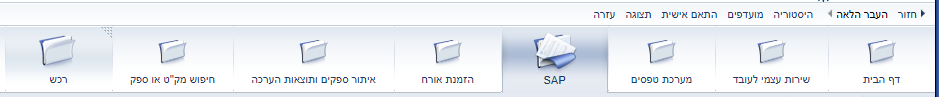 חזור העבר הלאה היסטוריה מועדפים התאם אישית תצוגה עזרה
דף הבית שירות עצמי לעובד מערכת טפסים SAP הזמנת אורח איתור ספקים ותוצאות הערכה חיפוש מק"ט או ספק רכש